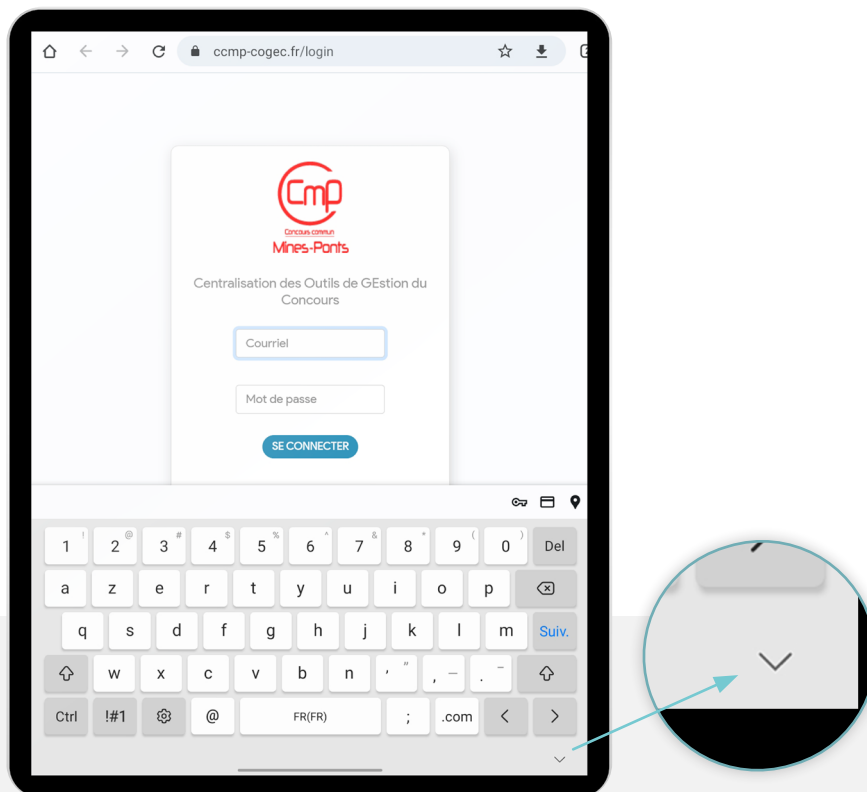 ccmp-cogec.fr/login
Cmp
Concours commun
Mines-Ponts
Centralisation des Outils de GEstion du
Concours
Courriel
Mot de passe
SE CONNECTER
1 ! 2 @ 3 # 4 $ 5 % 6 ^ 7 & 8 * 9 ( 0 ) Del
a z e r t y u i o p
q s d f g h j k l m Suiv.
w x c v b n ' " , — . -
Ctrl !#1 @ FR(FR) ; .com < >